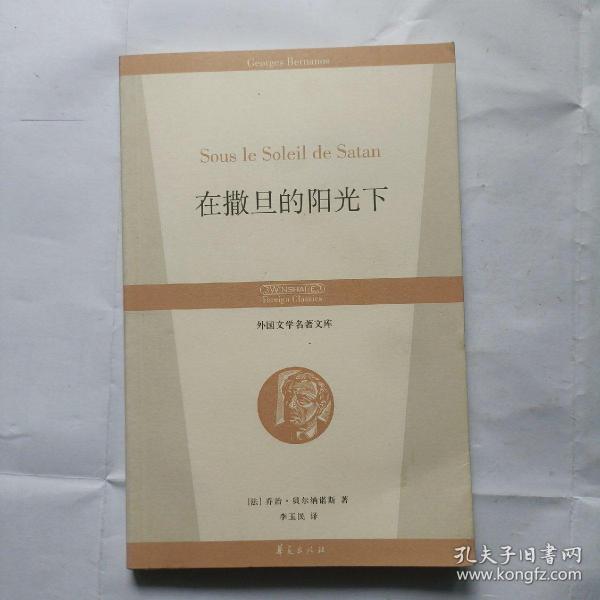 Georges Bernanos
Sous le Soleil de Satan
在撒旦的阳光下
WINSHARE
Foreign Classics
外国文学名著文库
[法] 乔治·贝尔纳诺斯 著
李玉民 译
华夏出版社
孔夫子旧书网
www.kongfz.com